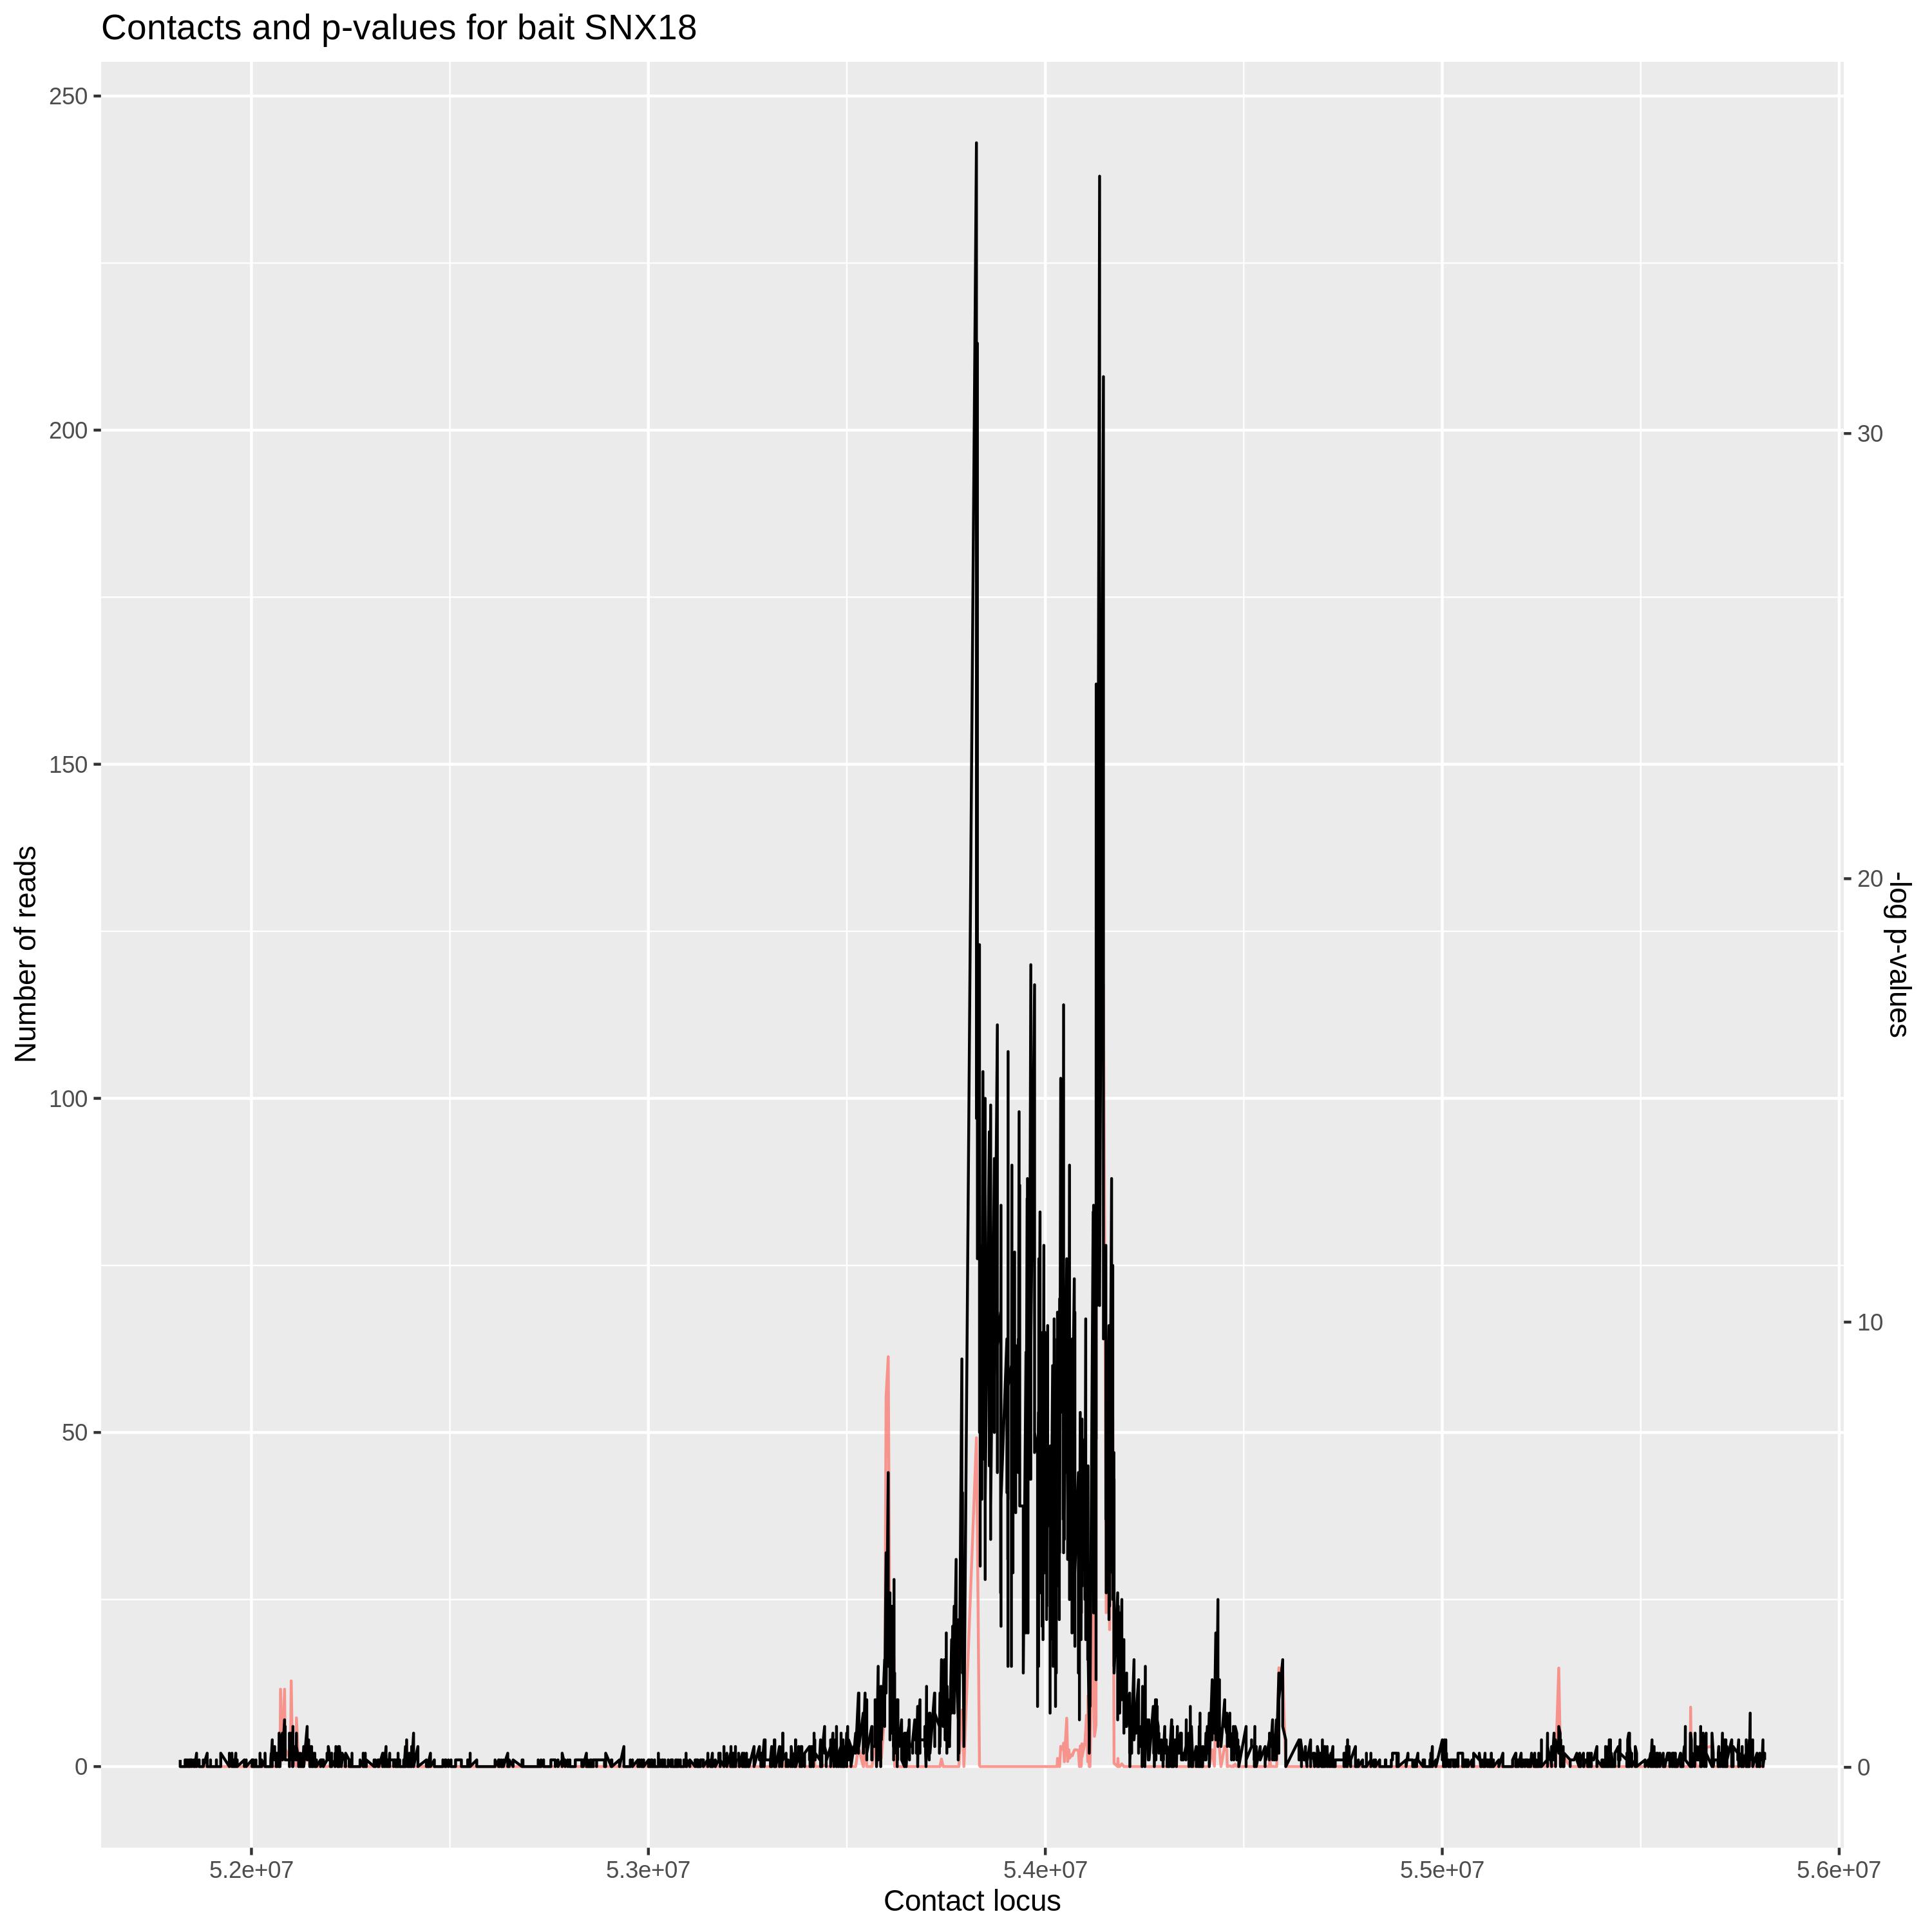 Contacts and p-values for bait SNX18
250
200
150
100
50
0
Number of reads
30
20
10
0
-log p-values
5.2e+07
5.3e+07
5.4e+07
5.5e+07
5.6e+07
Contact locus